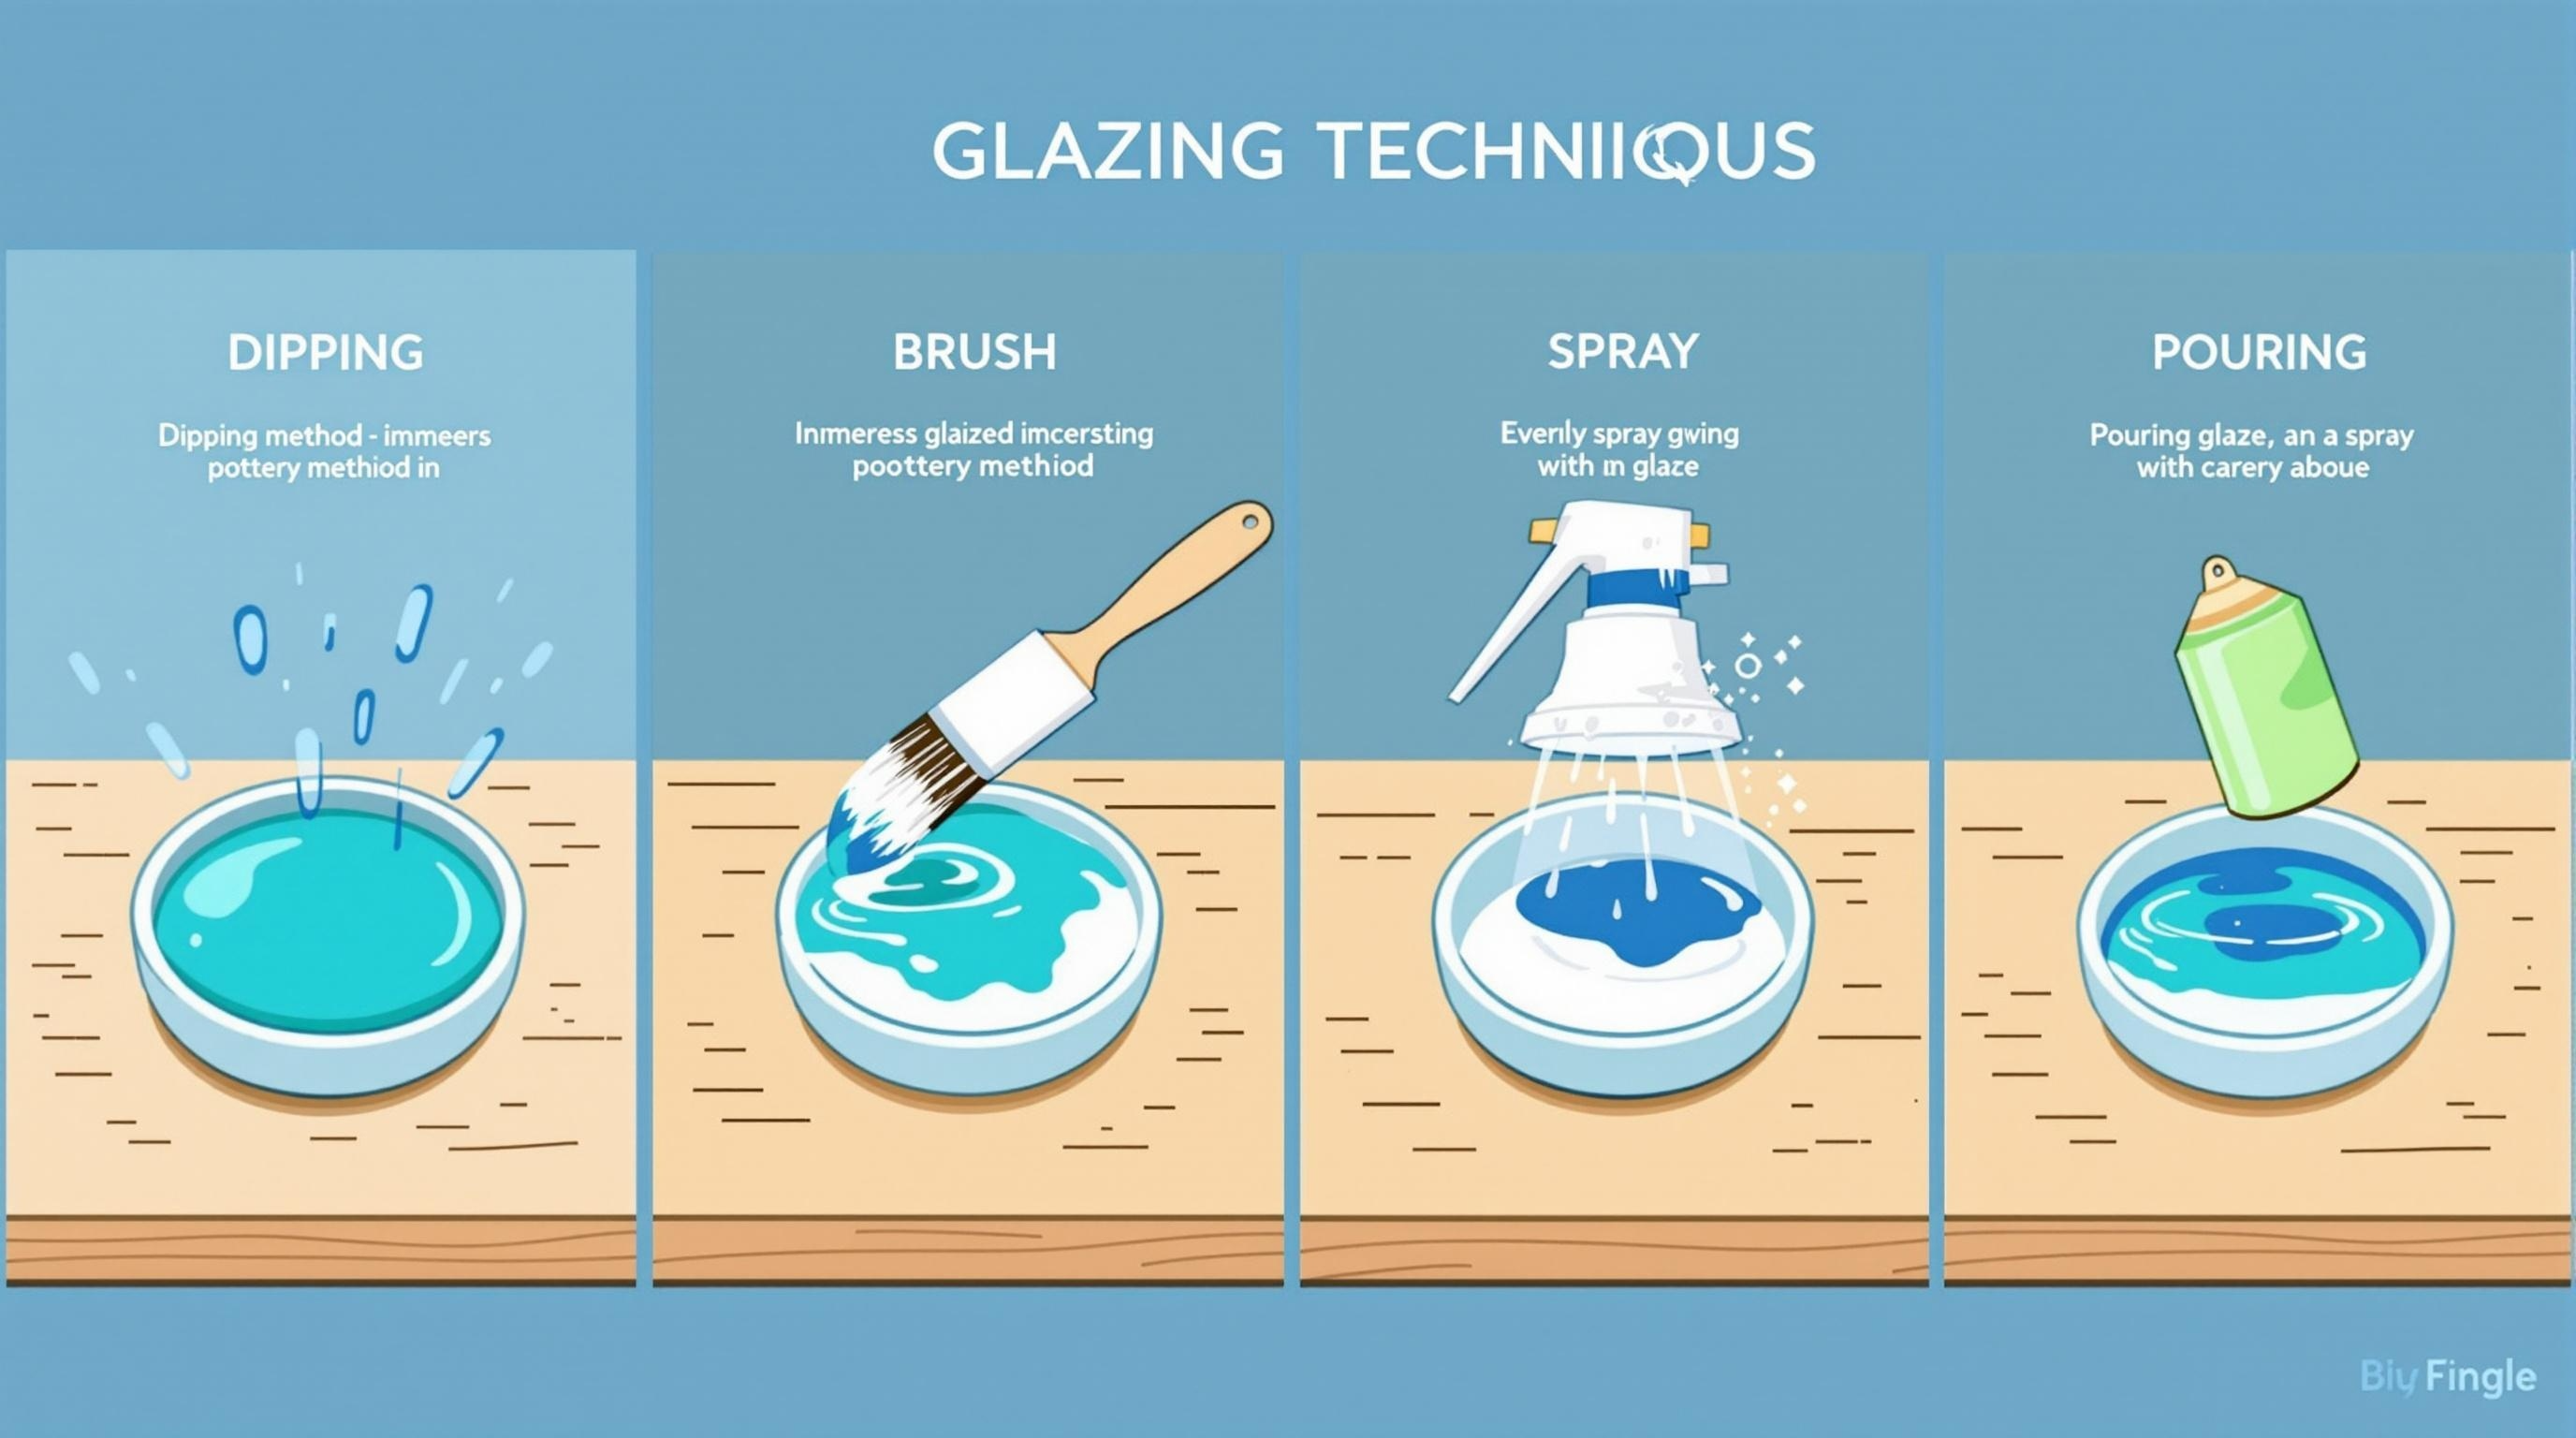 GLAZING TECHNIIQUS
DIPPING
Dipping method - immeers
pottery methiod in
BRUSH
Inmeress glaized imcersting
poottery methiod
SPRAY
Evenly spray gwing
with in glaze
POURING
Pouring glaze, an a spray
with carery aboue
Biy Fingle